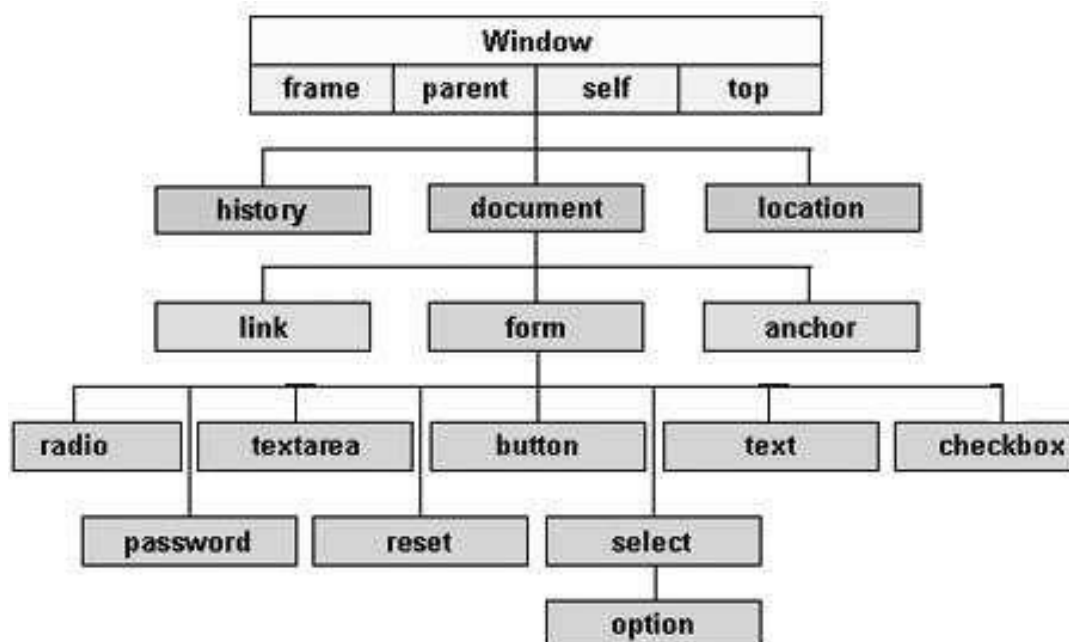 Window
frame parent self top
history document location
link form anchor
radio textarea button text checkbox
password reset select
option